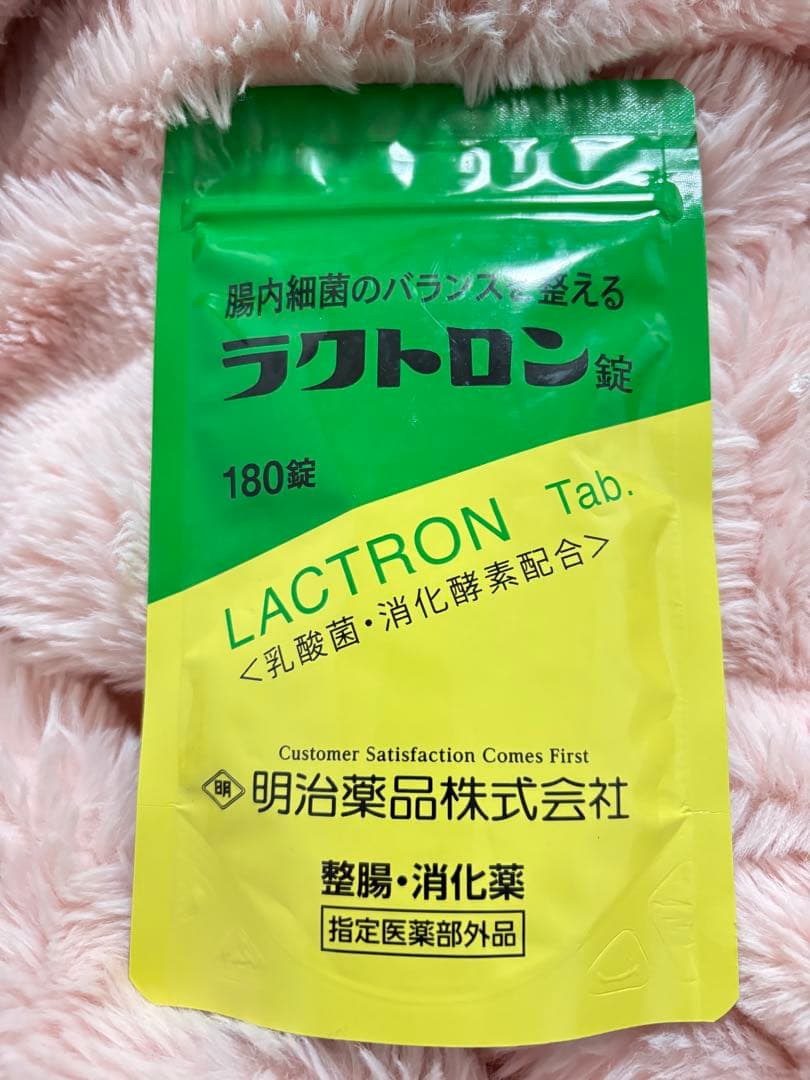 腸内細菌のバランスを整える
ラクトロン錠
180錠
LACTRON Tab.
<乳酸菌・消化酵素配合>
Customer Satisfaction Comes First
明 明治薬品株式会社
整腸・消化薬
指定医薬部外品